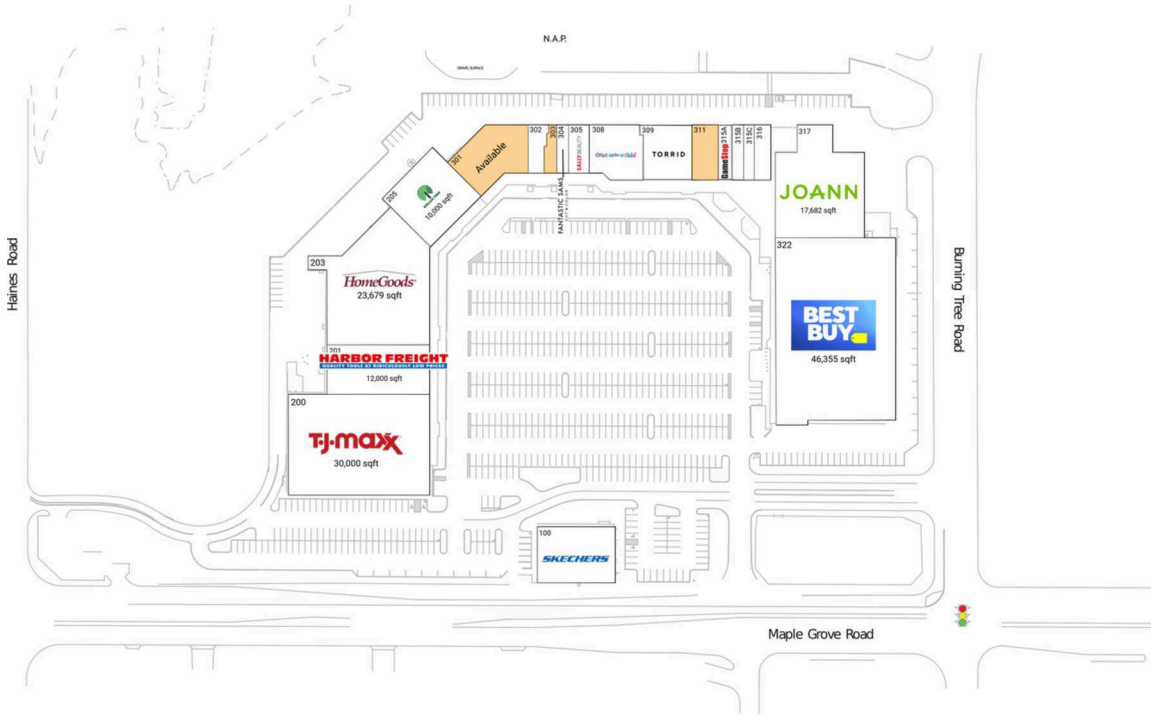 N.A.P.
302
303
304
305
308
309
311
315A
315B
315C
316
317
301
Available
SALLYBEAUTY
TORRID
GameStop
FANTASTIC SAMS
CUT & COLOR
205
10,000 sqft
JOANN
17,682 sqft
322
BEST
BUY
46,355 sqft
203
HomeGoods
23,679 sqft
201
HARBOR FREIGHT
QUALITY TOOLS AT RIDICULOUSLY LOW PRICES
12,000 sqft
200
T·J·maxx
30,000 sqft
100
SKECHERS
Haines Road
Burning Tree Road
Maple Grove Road